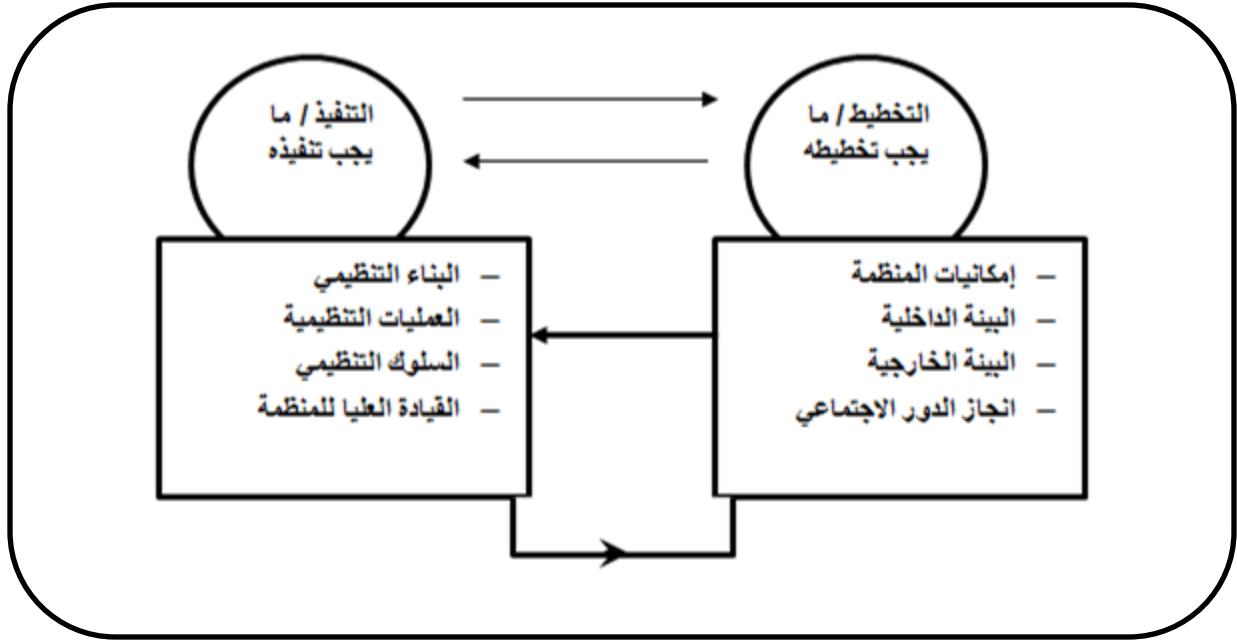 التخطيط / ما
يجب تخطيطه
– إمكانيات المنظمة
– البيئة الداخلية
– البيئة الخارجية
– انجاز الدور الاجتماعي
التنفيذ / ما
يجب تنفيذه
– البناء التنظيمي
– العمليات التنظيمية
– السلوك التنظيمي
– القيادة العليا للمنظمة